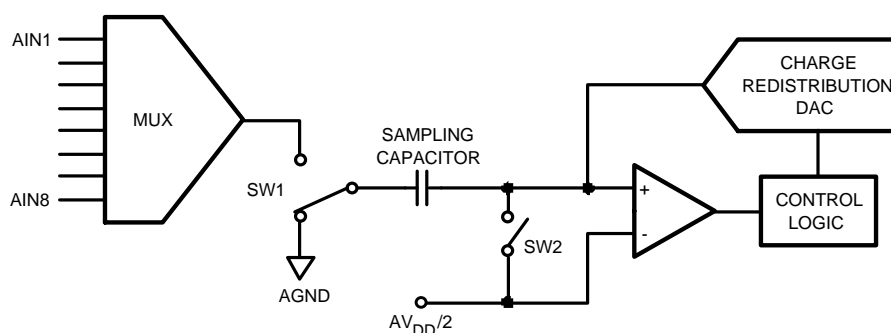 AIN1
MUX
AIN8
SW1
AGND
SAMPLING
CAPACITOR
SW2
AVDD/2
+
-
CHARGE
REDISTRIBUTION
DAC
CONTROL
LOGIC